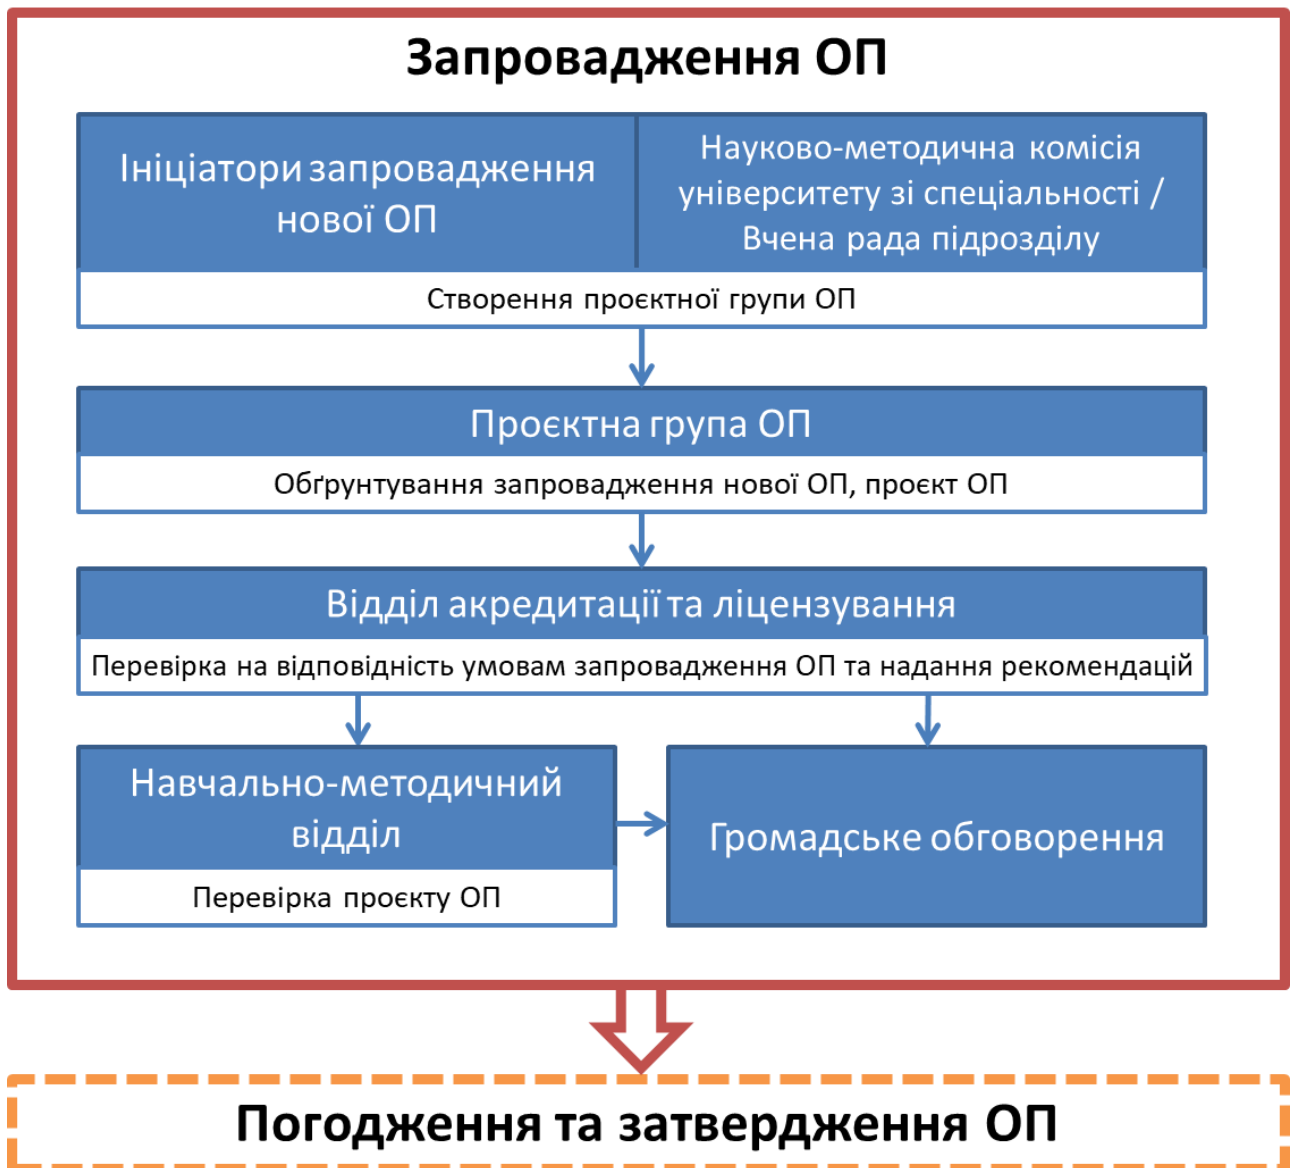 Запровадження ОП
Ініціатори запровадження
нової ОП
Науково-методична комісія
університету зі спеціальності /
Вчена рада підрозділу
Створення проєктної групи ОП
Проєктна група ОП
Обґрунтування запровадження нової ОП, проєкт ОП
Відділ акредитації та ліцензування
Перевірка на відповідність умовам запровадження ОП та надання рекомендацій
Навчально-методичний
відділ
Перевірка проєкту ОП
Громадське обговорення
Погодження та затвердження ОП